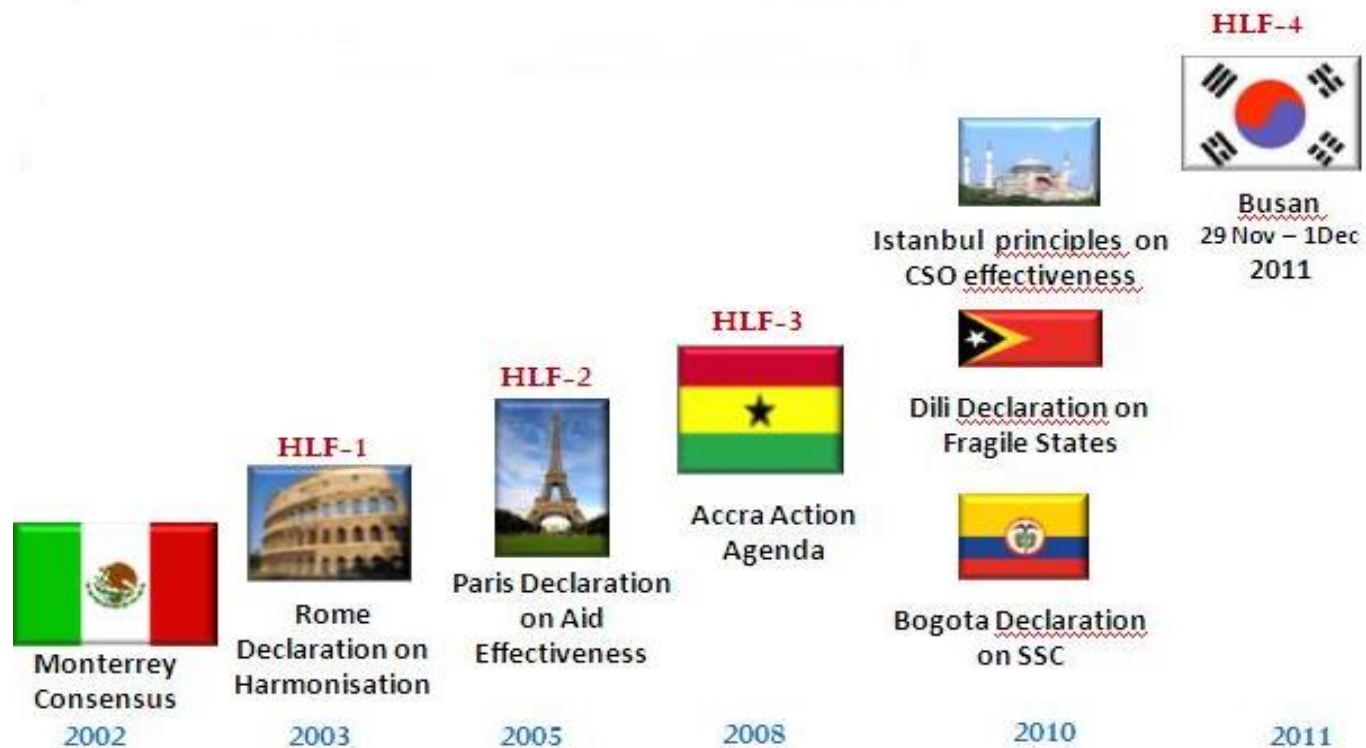 HLF-4
Busan
29 Nov – 1Dec
2011
Istanbul principles on
CSO effectiveness
HLF-3
Dili Declaration on
Fragile States
HLF-2
Accra Action
Agenda
HLF-1
Bogota Declaration
on SSC
Paris Declaration
on Aid
Effectiveness
Rome
Declaration on
Harmonisation
Monterrey
Consensus
2002
2003
2005
2008
2010
2011